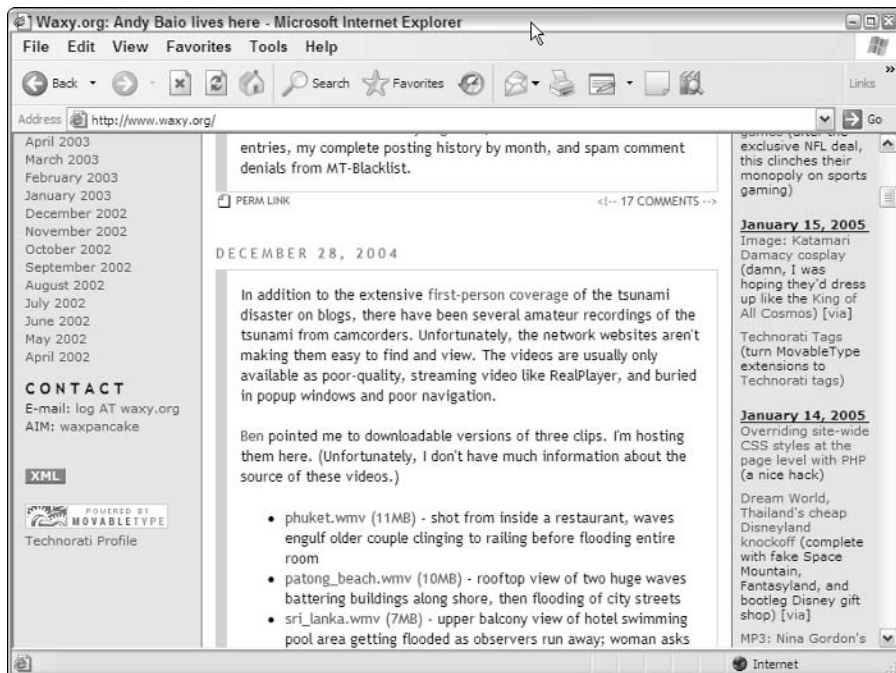 Waxy.org: Andy Baio lives here - Microsoft Internet Explorer
File Edit View Favorites Tools Help
Back Search Favorites Links »
Address http://www.waxy.org/ Go
April 2003
March 2003
February 2003
January 2003
December 2002
November 2002
October 2002
September 2002
August 2002
July 2002
June 2002
May 2002
April 2002
CONTACT
E-mail: log AT waxy.org
AIM: waxpancake
XML
POWERED BY
MOVABLETYPE
Technorati Profile
entries, my complete posting history by month, and spam comment
denials from MT-Blacklist.
PERM LINK <!-- 17 COMMENTS -->
DECEMBER 28, 2004
In addition to the extensive first-person coverage of the tsunami
disaster on blogs, there have been several amateur recordings of the
tsunami from camcorders. Unfortunately, the network websites aren't
making them easy to find and view. The videos are usually only
available as poor-quality, streaming video like RealPlayer, and buried
in popup windows and poor navigation.
Ben pointed me to downloadable versions of three clips. I'm hosting
them here. (Unfortunately, I don't have much information about the
source of these videos.)
• phuket.wmv (11MB) - shot from inside a restaurant, waves
engulf older couple clinging to railing before flooding entire
room
• patong_beach.wmv (10MB) - rooftop view of two huge waves
battering buildings along shore, then flooding of city streets
• sri_lanka.wmv (7MB) - upper balcony view of hotel swimming
pool area getting flooded as observers run away; woman asks
games (after the
exclusive NFL deal,
this clinches their
monopoly on sports
gaming)
January 15, 2005
Image: Katamari
Damacy cosplay
(damn, I was
hoping they'd dress
up like the King of
All Cosmos) [via]
Technorati Tags
(turn MovableType
extensions to
Technorati tags)
January 14, 2005
Overriding site-wide
CSS styles at the
page level with PHP
(a nice hack)
Dream World,
Thailand's cheap
Disneyland
knockoff (complete
with fake Space
Mountain,
Fantasyland, and
bootleg Disney gift
shop) [via]
MP3: Nina Gordon's
Internet